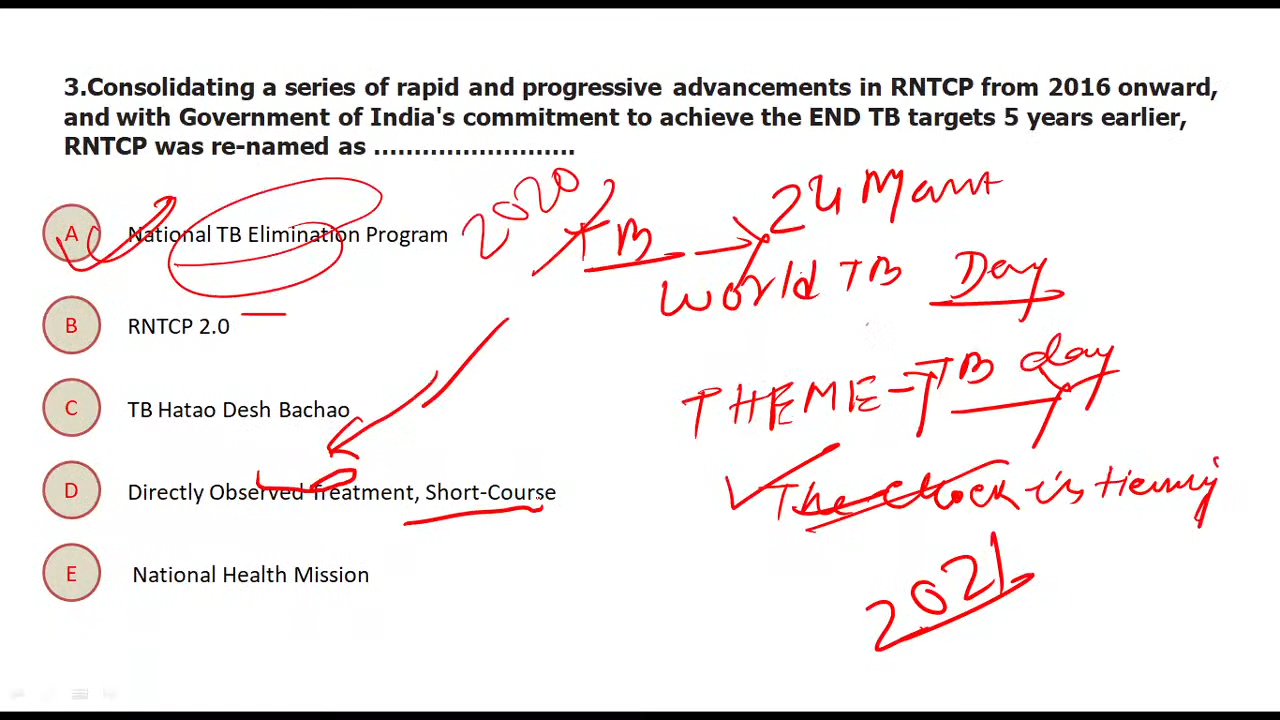 3.Consolidating a series of rapid and progressive advancements in RNTCP from 2016 onward,
and with Government of India's commitment to achieve the END TB targets 5 years earlier,
RNTCP was re-named as .........................
A National TB Elimination Program
B RNTCP 2.0
C TB Hatao Desh Bachao
D Directly Observed Treatment, Short-Course
E National Health Mission
2020
TB → 24
World TB Day
THEME - TB day
The clock is
2021